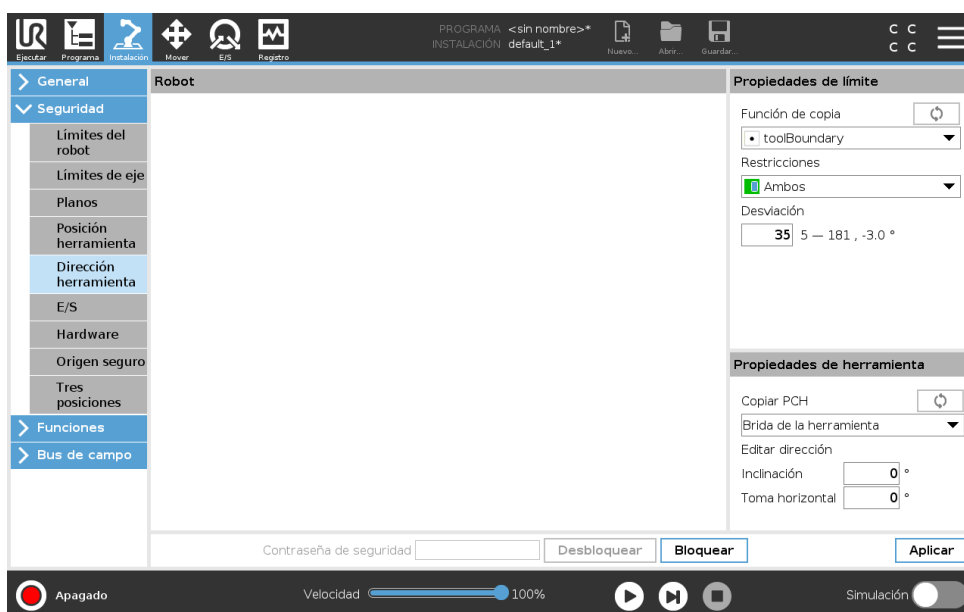 PROGRAMA <sin nombre>*
INSTALACIÓN default_1*
UR
Ejecutar
Programa
Instalación
Mover
E/S
Registro
Nuevo...
Abrir...
Guardar...
C C
C C
General
Seguridad
Límites del
robot
Límites de eje
Planos
Posición
herramienta
Dirección
herramienta
E/S
Hardware
Origen seguro
Tres
posiciones
Funciones
Bus de campo
Robot
Propiedades de límite
Función de copia
toolBoundary
Restricciones
Ambos
Desviación
35 5 — 181 , -3.0 °
Propiedades de herramienta
Copiar PCH
Brida de la herramienta
Editar dirección
Inclinación 0 °
Toma horizontal 0 °
Contraseña de seguridad
Desbloquear
Bloquear
Aplicar
Apagado
Velocidad
100%
Simulación